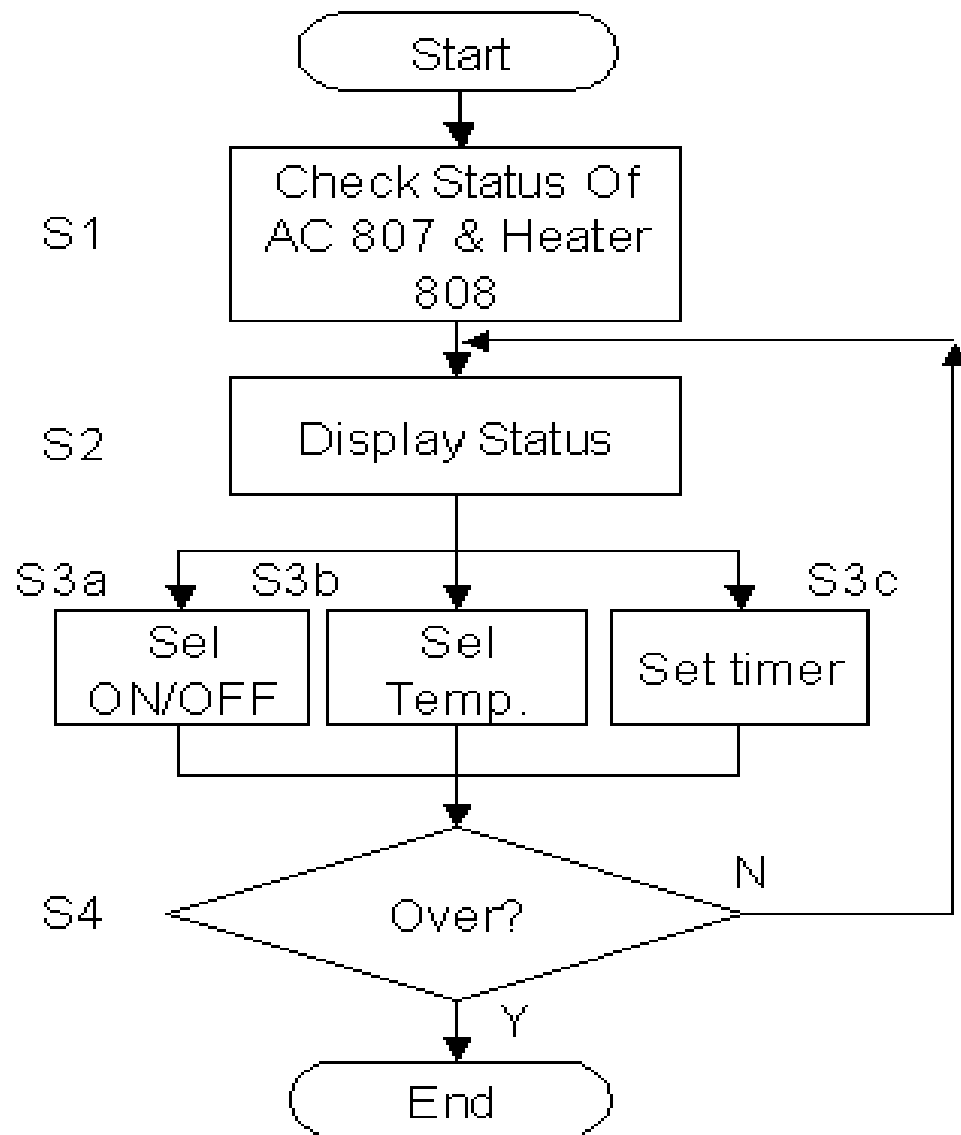 Start
S1
Check Status Of
AC 807 & Heater
808
S2
Display Status
S3a
S3b
S3c
Sel
ON/OFF
Sel
Temp.
Set timer
S4
Over?
N
Y
End